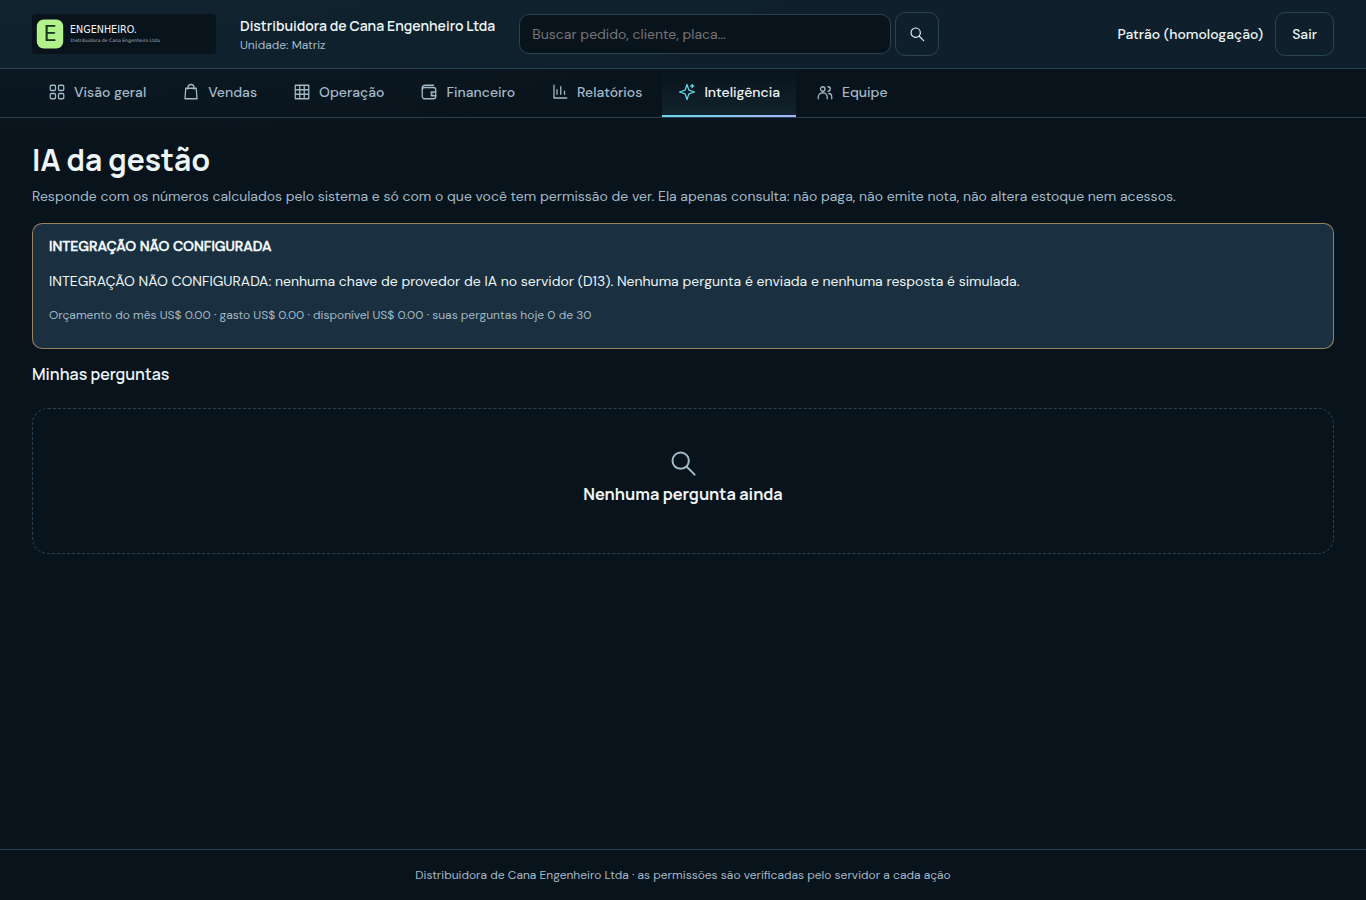 E ENGENHEIRO.
Distribuidora de Cana Engenheiro Ltda
Distribuidora de Cana Engenheiro Ltda
Unidade: Matriz
Buscar pedido, cliente, placa...
Patrão (homologação)
Sair
Visão geral
Vendas
Operação
Financeiro
Relatórios
Inteligência
Equipe
IA da gestão
Responde com os números calculados pelo sistema e só com o que você tem permissão de ver. Ela apenas consulta: não paga, não emite nota, não altera estoque nem acessos.
INTEGRAÇÃO NÃO CONFIGURADA
INTEGRAÇÃO NÃO CONFIGURADA: nenhuma chave de provedor de IA no servidor (D13). Nenhuma pergunta é enviada e nenhuma resposta é simulada.
Orçamento do mês US$ 0.00 · gasto US$ 0.00 · disponível US$ 0.00 · suas perguntas hoje 0 de 30
Minhas perguntas
Nenhuma pergunta ainda
Distribuidora de Cana Engenheiro Ltda · as permissões são verificadas pelo servidor a cada ação